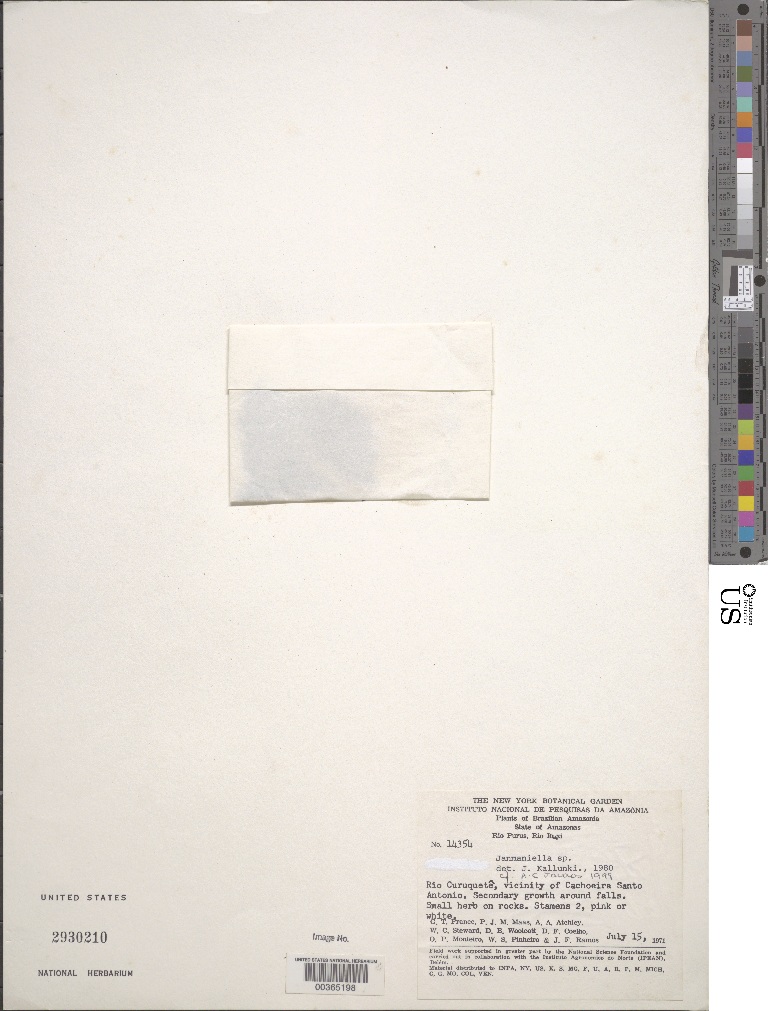 THE NEW YORK BOTANICAL GARDEN
INSTITUTO NACIONAL DE PESQUISAS DA AMAZÔNIA
Plants of Brazilian Amazonia
State of Amazonas
Rio Purus, Rio Ituxi
No. 14354
Jenmaniella sp.
det. J. Kallunki., 1980
cf. A-C Jacobs 1999
Rio Curuquetê, vicinity of Cachoeira Santo
Antonio. Secondary growth around falls.
Small herb on rocks. Stamens 2, pink or
white.
G. T. Prance, P. J. M. Maas, A. A. Atchley,
W. C. Steward, D. B. Woolcott, D. F. Coelho,
O. P. Monteiro, W. S. Pinheiro & J. F. Ramos July 15, 1971
Field work supported in greater part by the National Science Foundation and
carried out in collaboration with the Instituto Agronomico do Norte (IPEAN),
Belém.
Material distributed to INPA, NY, US, K, S, MG, F, U, A, R, P, M, MICH,
G, G, MO, COL, VEN.
UNITED STATES
2930210
NATIONAL HERBARIUM
Image No.
UNITED STATES NATIONAL HERBARIUM
00365198
US